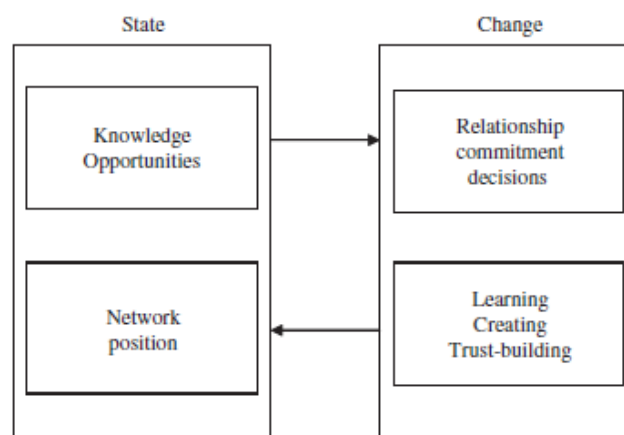 State
Change
Knowledge
Opportunities
Relationship
commitment
decisions
Network
position
Learning
Creating
Trust-building